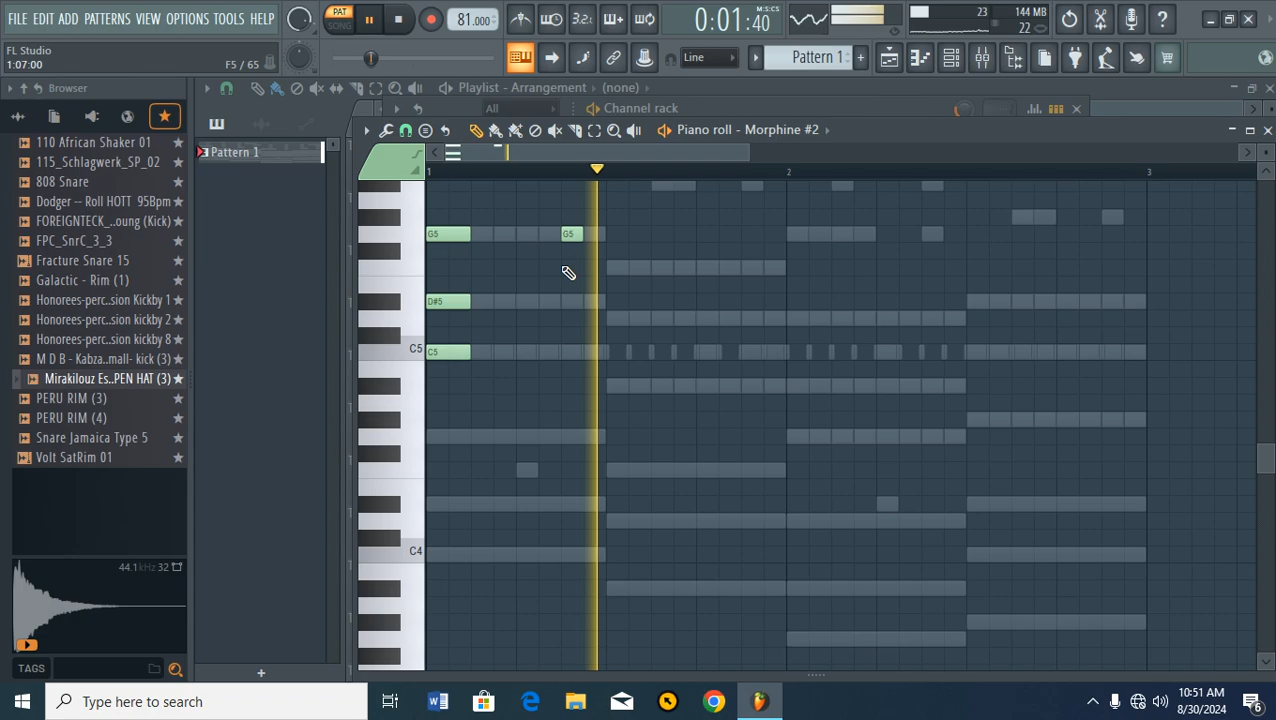 FILE EDIT ADD PATTERNS VIEW OPTIONS TOOLS HELP
PAT
SONG
81.000
3.2.
0:01:40
M:S:CS
23
144 MB
22
FL Studio
1:07:00
F5 / 65
Line
Pattern 1
Browser
Playlist - Arrangement
(none)
All
Channel rack
Piano roll - Morphine #2
110 African Shaker 01
115_Schlagwerk_SP_02
808 Snare
Dodger -- Roll HOTT 95Bpm
FOREIGNTECK_..oung (Kick)
FPC_SnrC_3_3
Fracture Snare 15
Galactic - Rim (1)
Honorees-perc..sion Kickby 1
Honorees-perc..sion kickby 2
Honorees-perc..sion kickby 8
M D B - Kabza..mall- kick (3)
Mirakilouz Es..PEN HAT (3)
PERU RIM (3)
PERU RIM (4)
Snare Jamaica Type 5
Volt SatRim 01
Pattern 1
1
2
3
G5
G5
D#5
C5
C5
C4
44.1kHz 32
TAGS
Type here to search
W
10:51 AM
8/30/2024
6